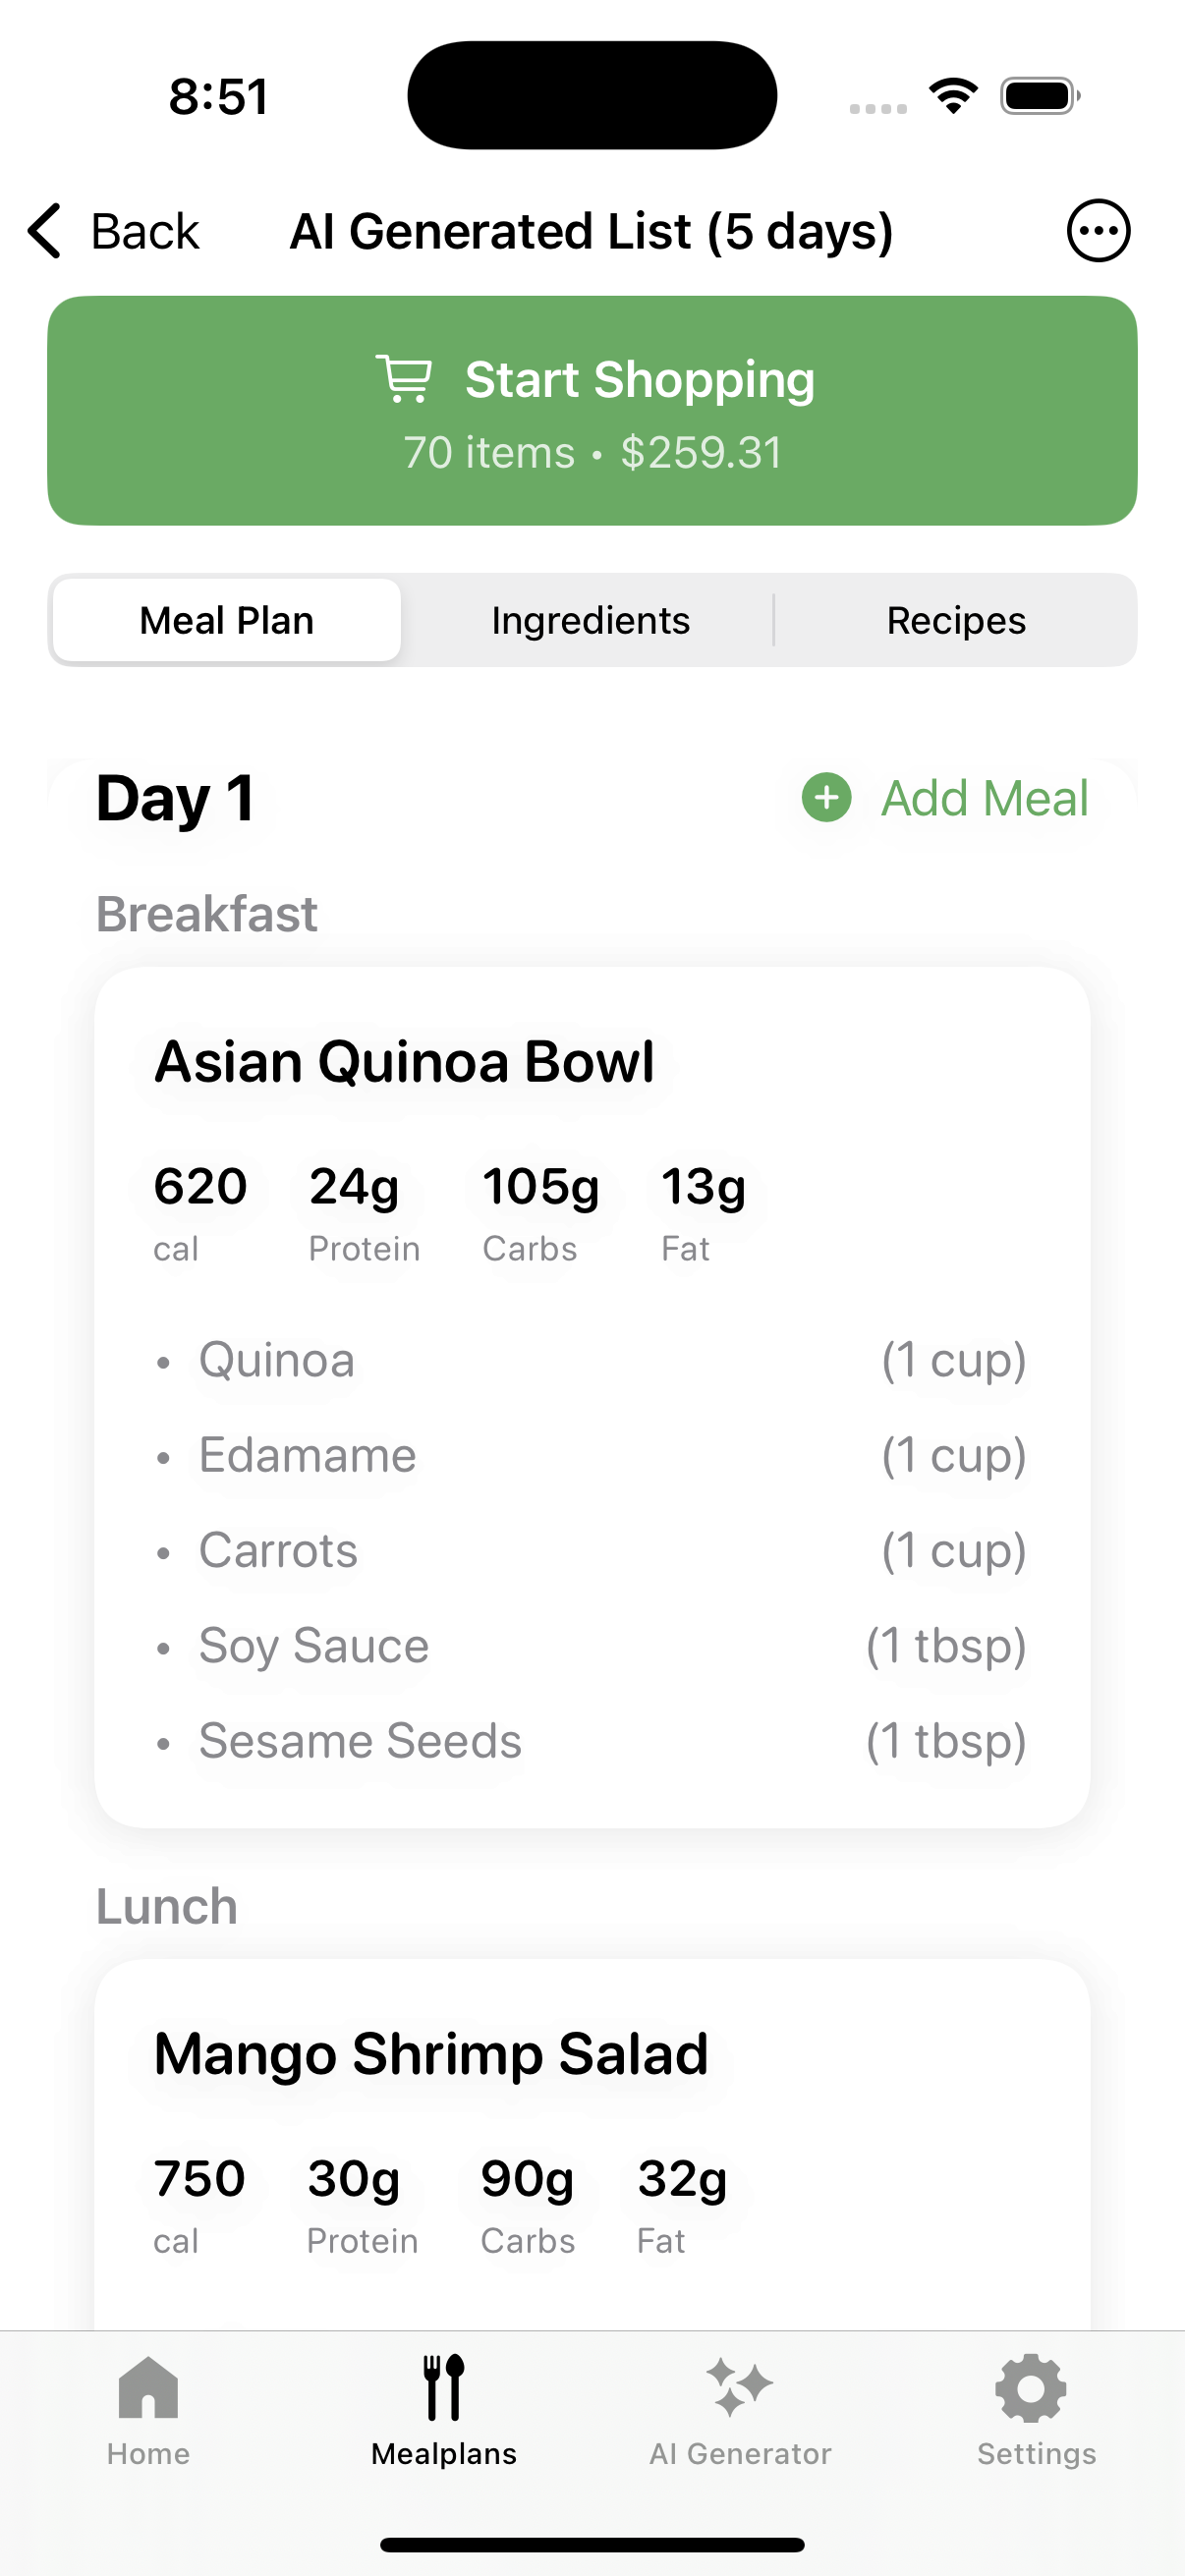 8:51
Back AI Generated List (5 days)
Start Shopping
70 items • $259.31
Meal Plan Ingredients Recipes
Day 1 Add Meal
Breakfast
Asian Quinoa Bowl
620 24g 105g 13g
cal Protein Carbs Fat
• Quinoa (1 cup)
• Edamame (1 cup)
• Carrots (1 cup)
• Soy Sauce (1 tbsp)
• Sesame Seeds (1 tbsp)
Lunch
Mango Shrimp Salad
750 30g 90g 32g
cal Protein Carbs Fat
Home Mealplans AI Generator Settings